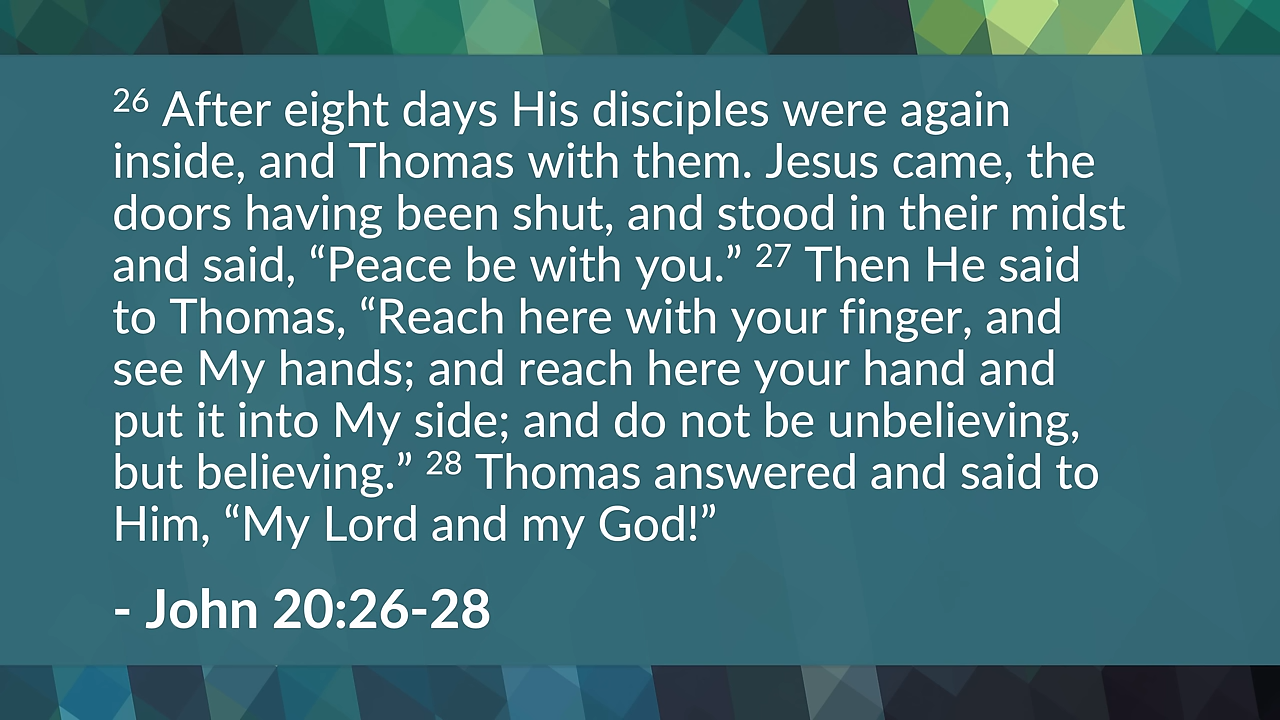 26 After eight days His disciples were again
inside, and Thomas with them. Jesus came, the
doors having been shut, and stood in their midst
and said, “Peace be with you.” 27 Then He said
to Thomas, “Reach here with your finger, and
see My hands; and reach here your hand and
put it into My side; and do not be unbelieving,
but believing.” 28 Thomas answered and said to
Him, “My Lord and my God!”
- John 20:26-28